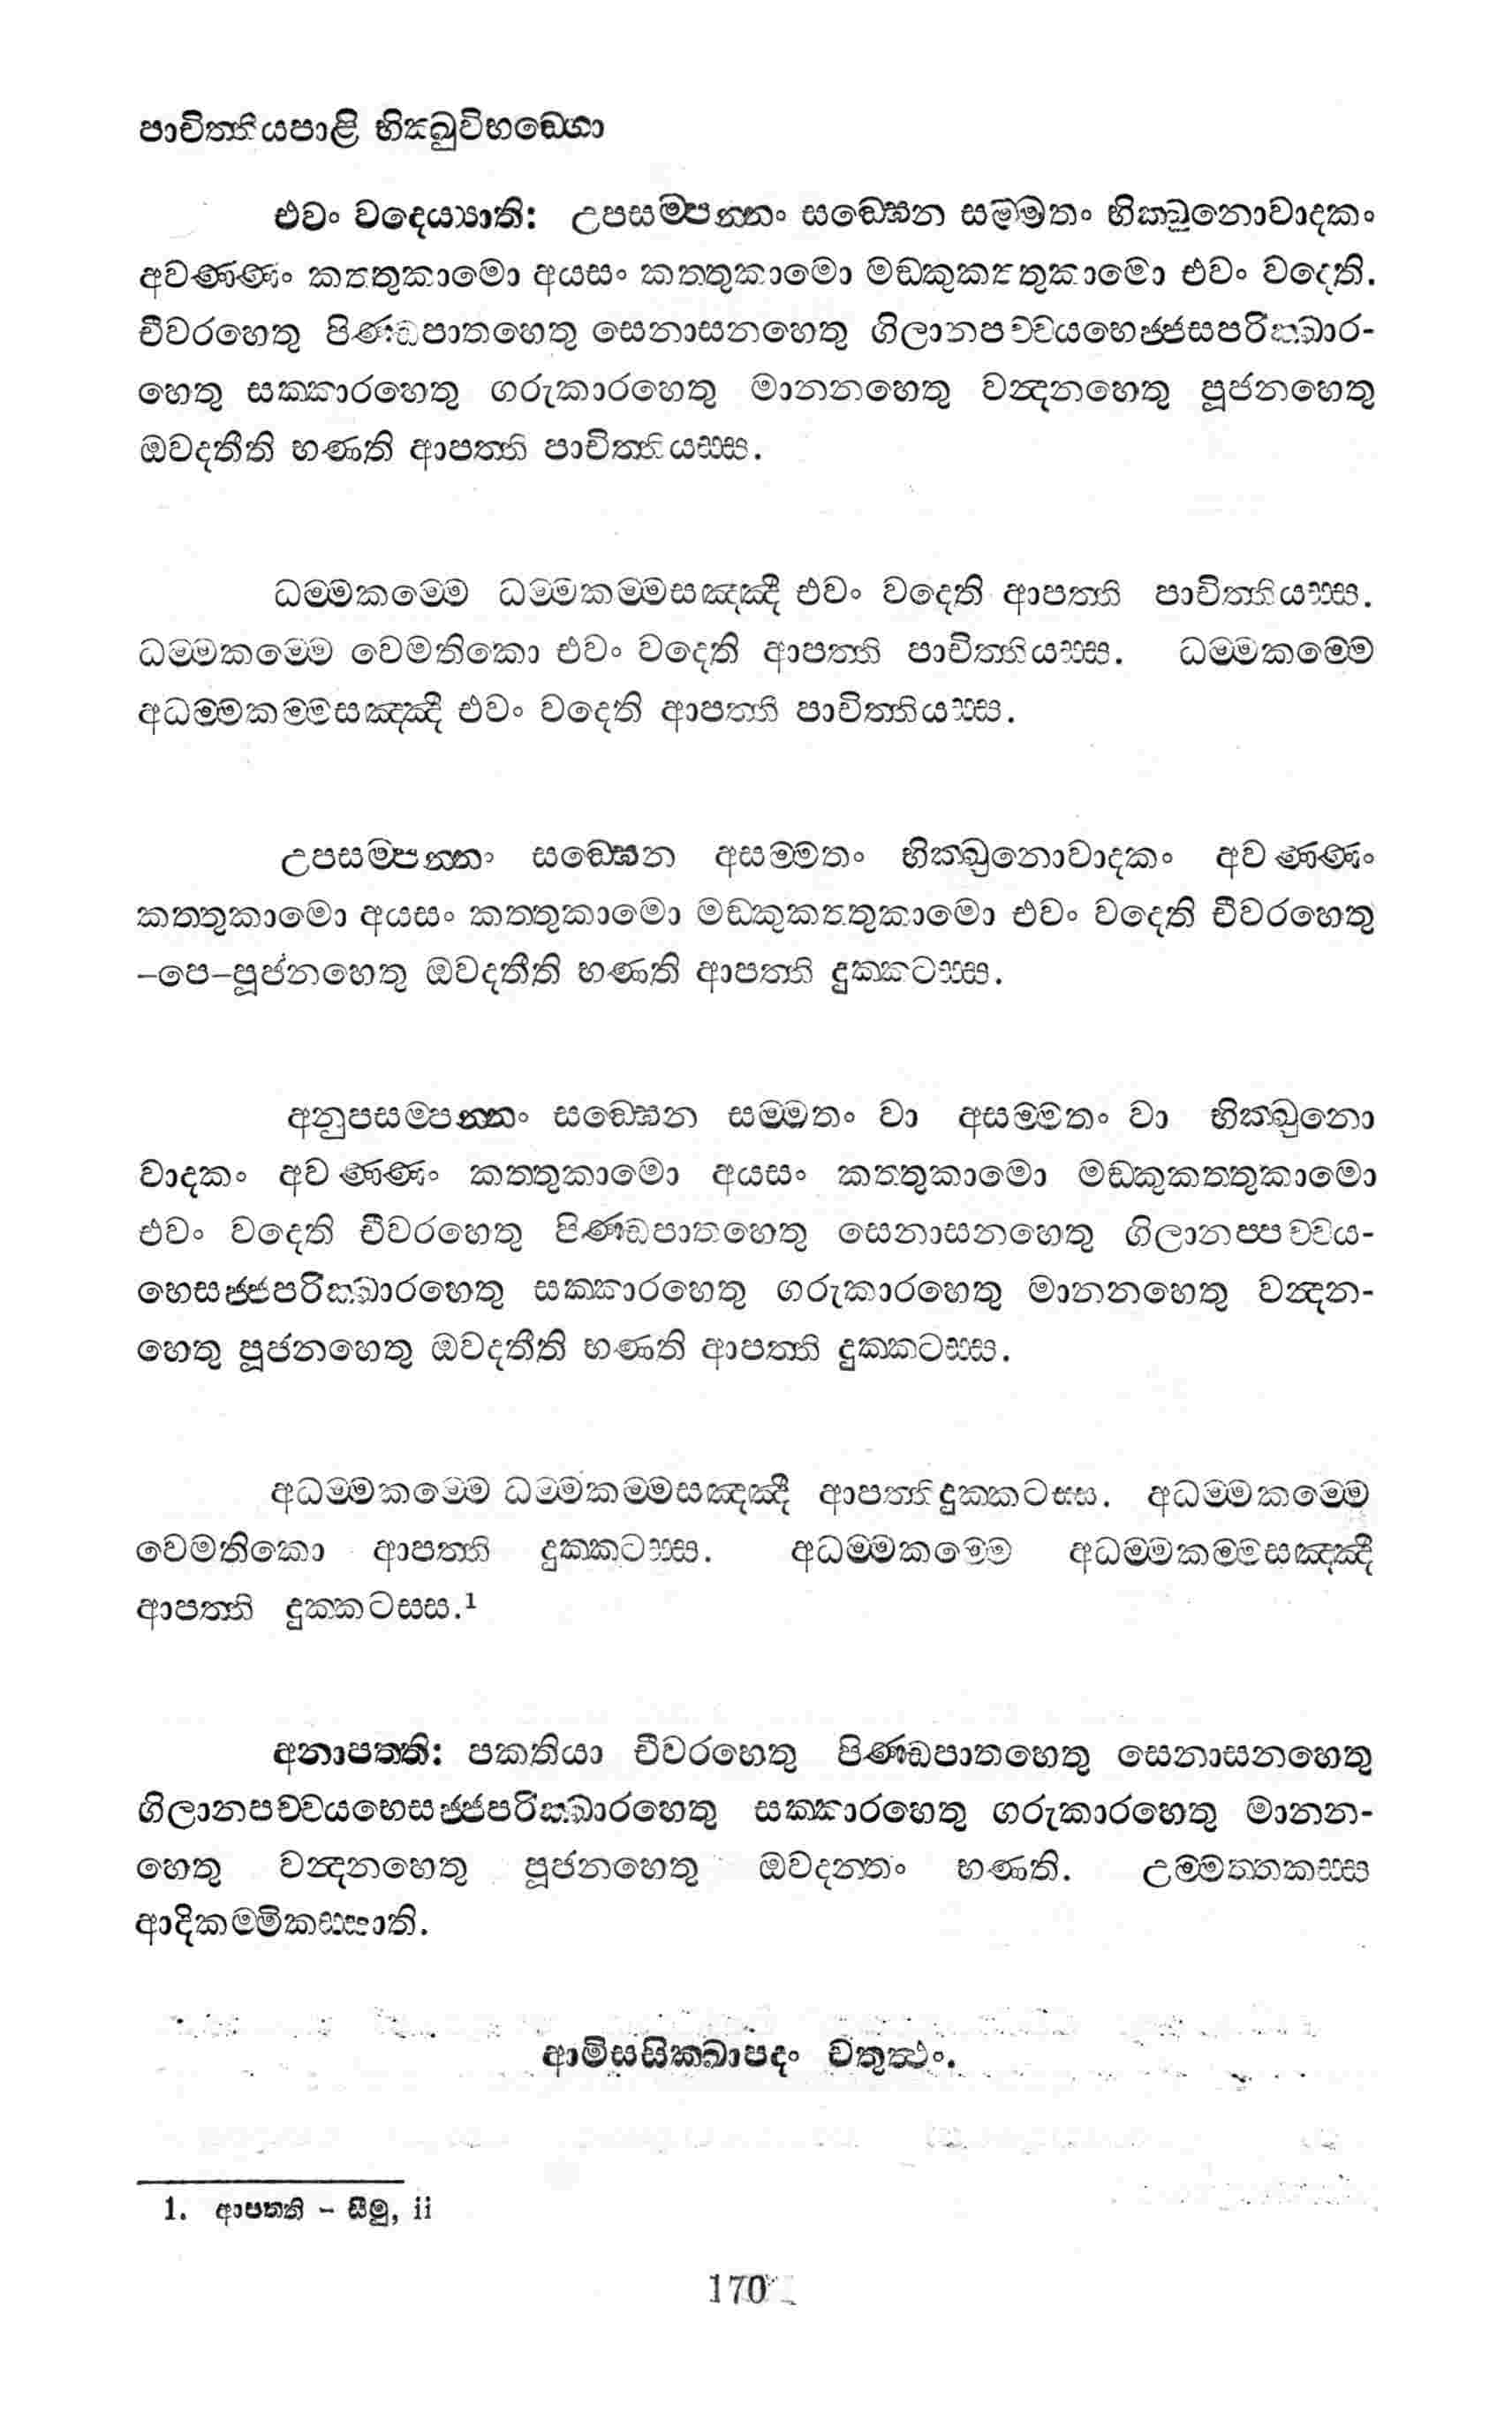 පාචිත්තියපාළි භික්ඛුවිභඞ්ගො
එවං වදෙය්‍යාති: උපසම්පන්නං සඞ්ඝෙන සම්මතං භික්ඛුනොවාදකං
අවණ්ණං කත්තුකාමො අයසං කත්තුකාමො මඞ්කුකත්තුකාමො එවං වදෙති.
චීවරහෙතු පිණ්ඩපාතහෙතු සෙනාසනහෙතු ගිලානපච්චයභෙජ්ජසපරික්ඛාර-
හෙතු සක්කාරහෙතු ගරුකාරහෙතු මානනහෙතු වන්දනහෙතු පූජනහෙතු
ඔවදතීති භණති ආපත්ති පාචිත්තියස්ස.
ධම්මකම්මෙ ධම්මකම්මසඤ්ඤී එවං වදෙති ආපත්ති පාචිත්තියස්ස.
ධම්මකම්මෙ වෙමතිකො එවං වදෙති ආපත්ති පාචිත්තියස්ස. ධම්මකම්මෙ
අධම්මකම්මසඤ්ඤී එවං වදෙති ආපත්තී පාචිත්තියස්ස.
උපසම්පන්නං සඞ්ඝෙන අසම්මතං භික්ඛුනොවාදකං අවණ්ණං
කත්තුකාමො අයසං කත්තුකාමො මඞ්කුකත්තුකාමො එවං වදෙති චීවරහෙතු
–පෙ–පූජනහෙතු ඔවදතීති භණති ආපත්ති දුක්කටස්ස.
අනුපසම්පන්නං සඞ්ඝෙන සම්මතං වා අසම්මතං වා භික්ඛුනො
වාදකං අවණ්ණං කත්තුකාමො අයසං කත්තුකාමො මඞ්කුකත්තුකාමො
එවං වදෙති චීවරහෙතු පිණ්ඩපාතහෙතු සෙනාසනහෙතු ගිලානප්පච්චය-
භෙසජ්ජපරික්ඛාරහෙතු සක්කාරහෙතු ගරුකාරහෙතු මානනහෙතු වන්දන-
හෙතු පූජනහෙතු ඔවදතීති භණති ආපත්ති දුක්කටස්ස.
අධම්මකම්මෙ ධම්මකම්මසඤ්ඤී ආපත්ති දුක්කටස්ස. අධම්මකම්මෙ
වෙමතිකො ආපත්ති දුක්කටස්ස. අධම්මකම්මෙ අධම්මකම්මසඤ්ඤී
ආපත්ති දුක්කටස්ස.¹
අනාපත්ති: පකතියා චීවරහෙතු පිණ්ඩපාතහෙතු සෙනාසනහෙතු
ගිලානපච්චයභෙසජ්ජපරික්ඛාරහෙතු සක්කාරහෙතු ගරුකාරහෙතු මානන-
හෙතු වන්දනහෙතු පූජනහෙතු ඔවදන්තං භණති. උම්මත්තකස්ස
ආදිකම්මිකස්සාති.
ආමිසසික්ඛාපදං චතුත්ථං.
1. ආපත්ති – සීමු, ii
170